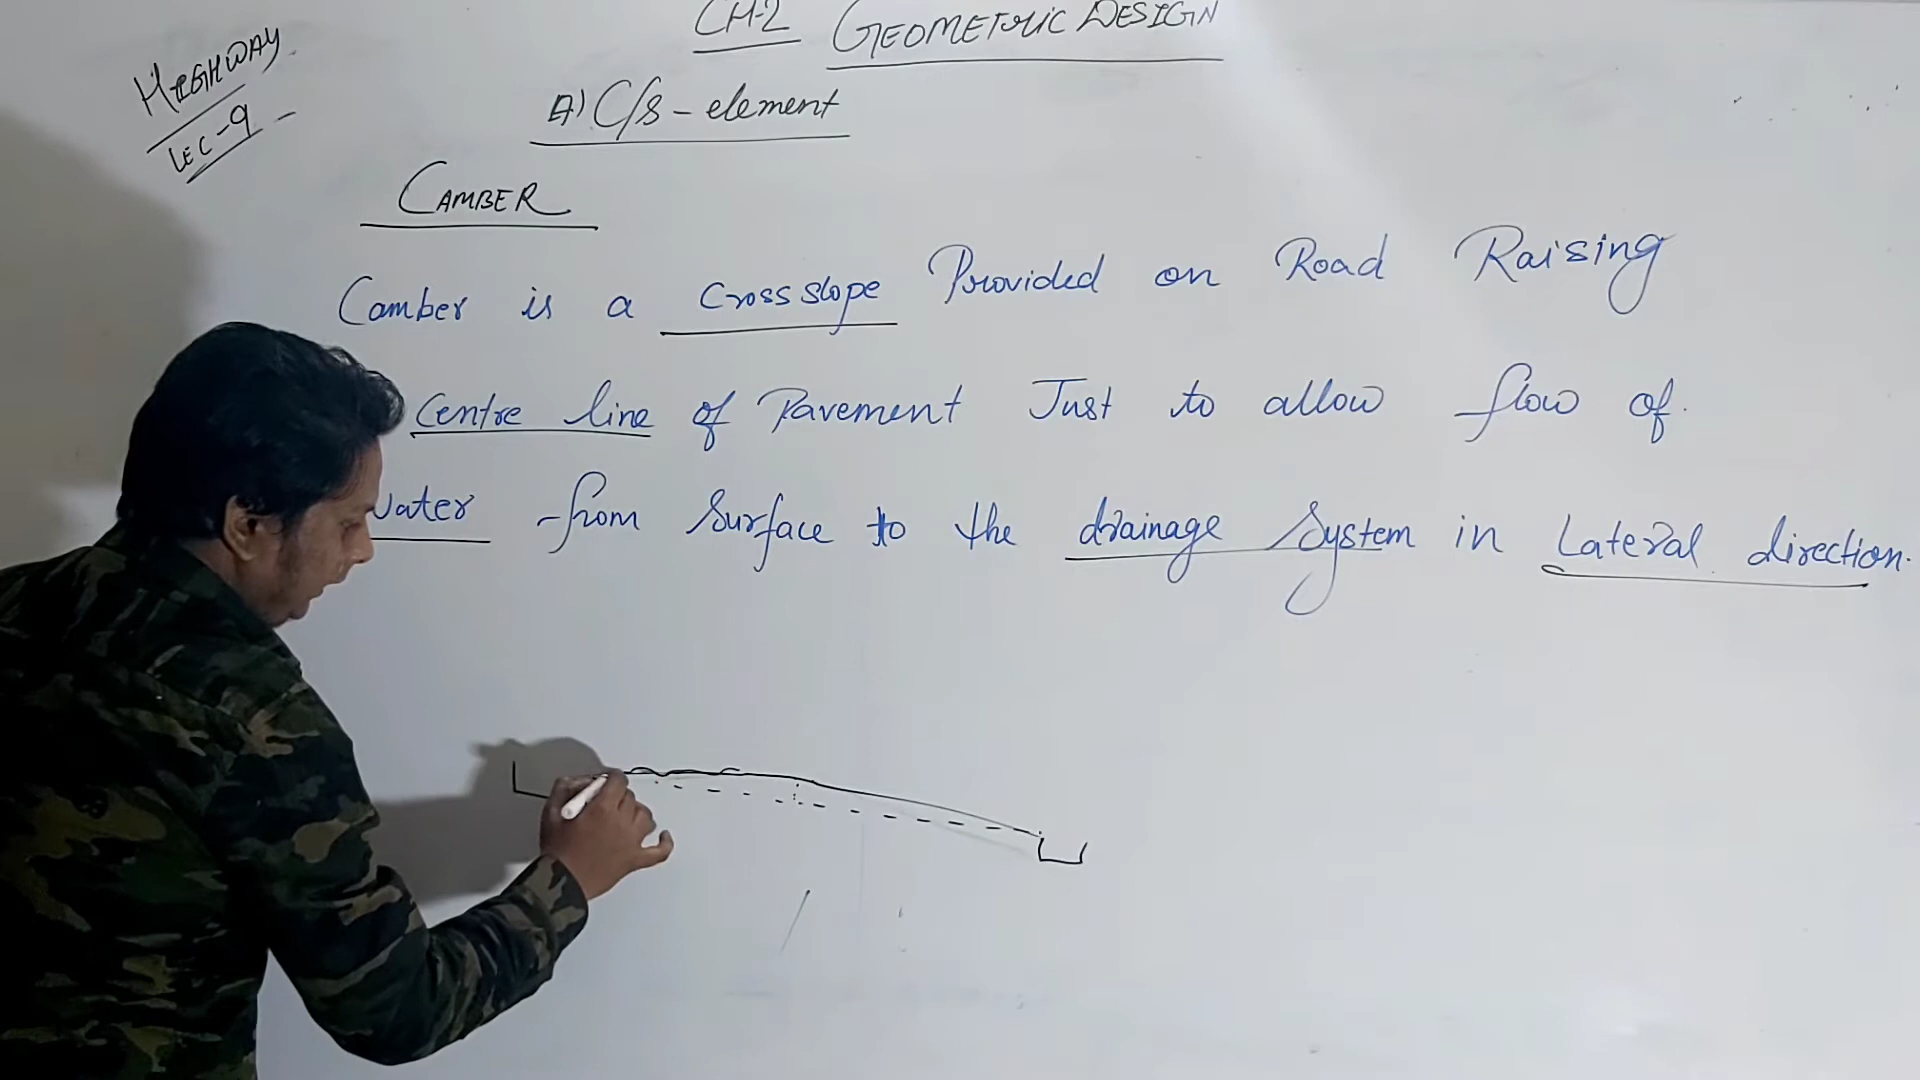 CH-2 GEOMETRIC DESIGN
HIGHWAY
LEC-9
A) C/s - element
CAMBER
Camber is a cross slope Provided on Road Raising
Centre line of Pavement Just to allow flow of
water from Surface to the drainage System in Lateral direction.